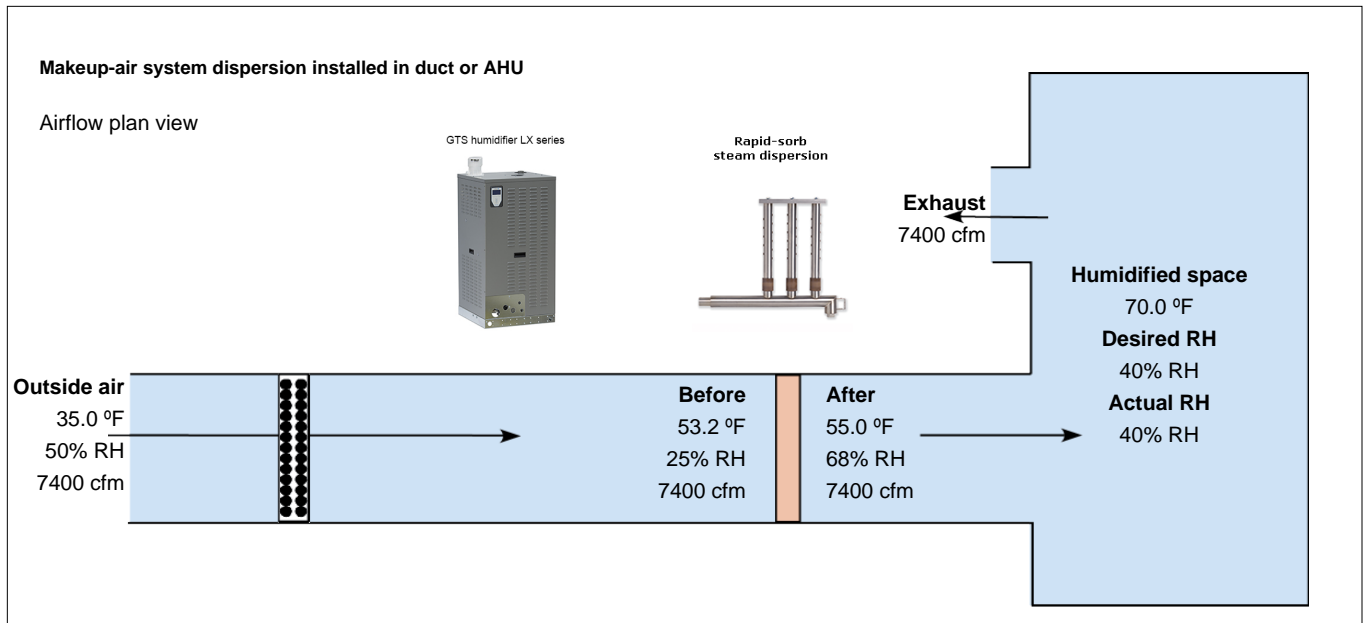 Makeup-air system dispersion installed in duct or AHU
Airflow plan view
GTS humidifier LX series
Rapid-sorb
steam dispersion
Exhaust
7400 cfm
Humidified space
70.0 ºF
Desired RH
40% RH
Actual RH
40% RH
Outside air
35.0 ºF
50% RH
7400 cfm
Before
53.2 ºF
25% RH
7400 cfm
After
55.0 ºF
68% RH
7400 cfm